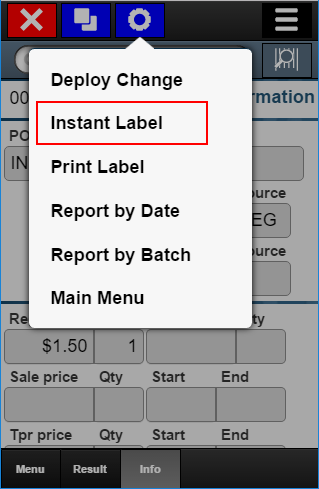 Deploy Change
Instant Label
Print Label
Report by Date
Report by Batch
Main Menu
00
rmation
PO
IN
ource
EG
ource
Re
ty
$1.50 1
Sale price Qty Start End
Tpr price Qty Start End
Menu Result Info